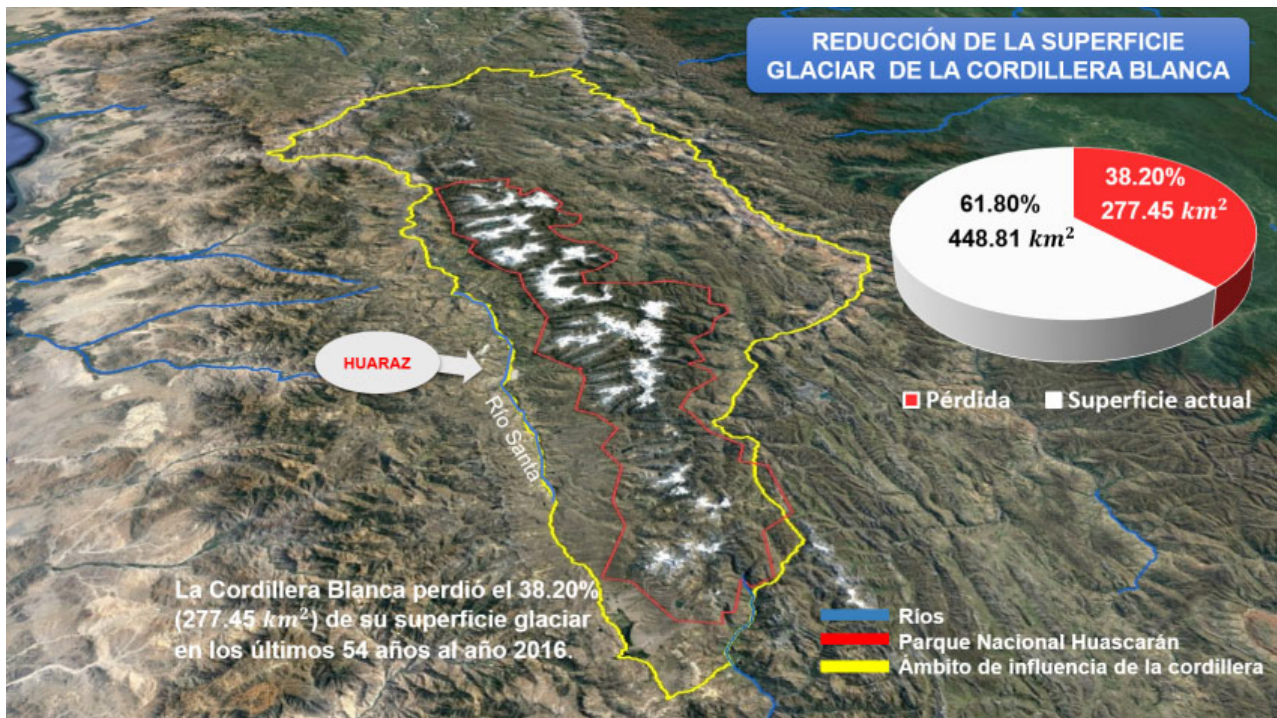 REDUCCIÓN DE LA SUPERFICIE
GLACIAR DE LA CORDILLERA BLANCA
38.20%
277.45 km²
61.80%
448.81 km²
Pérdida
Superficie actual
HUARAZ
Río Santa
La Cordillera Blanca perdió el 38.20%
(277.45 km²) de su superficie glaciar
en los últimos 54 años al año 2016.
Ríos
Parque Nacional Huascarán
Ámbito de influencia de la cordillera